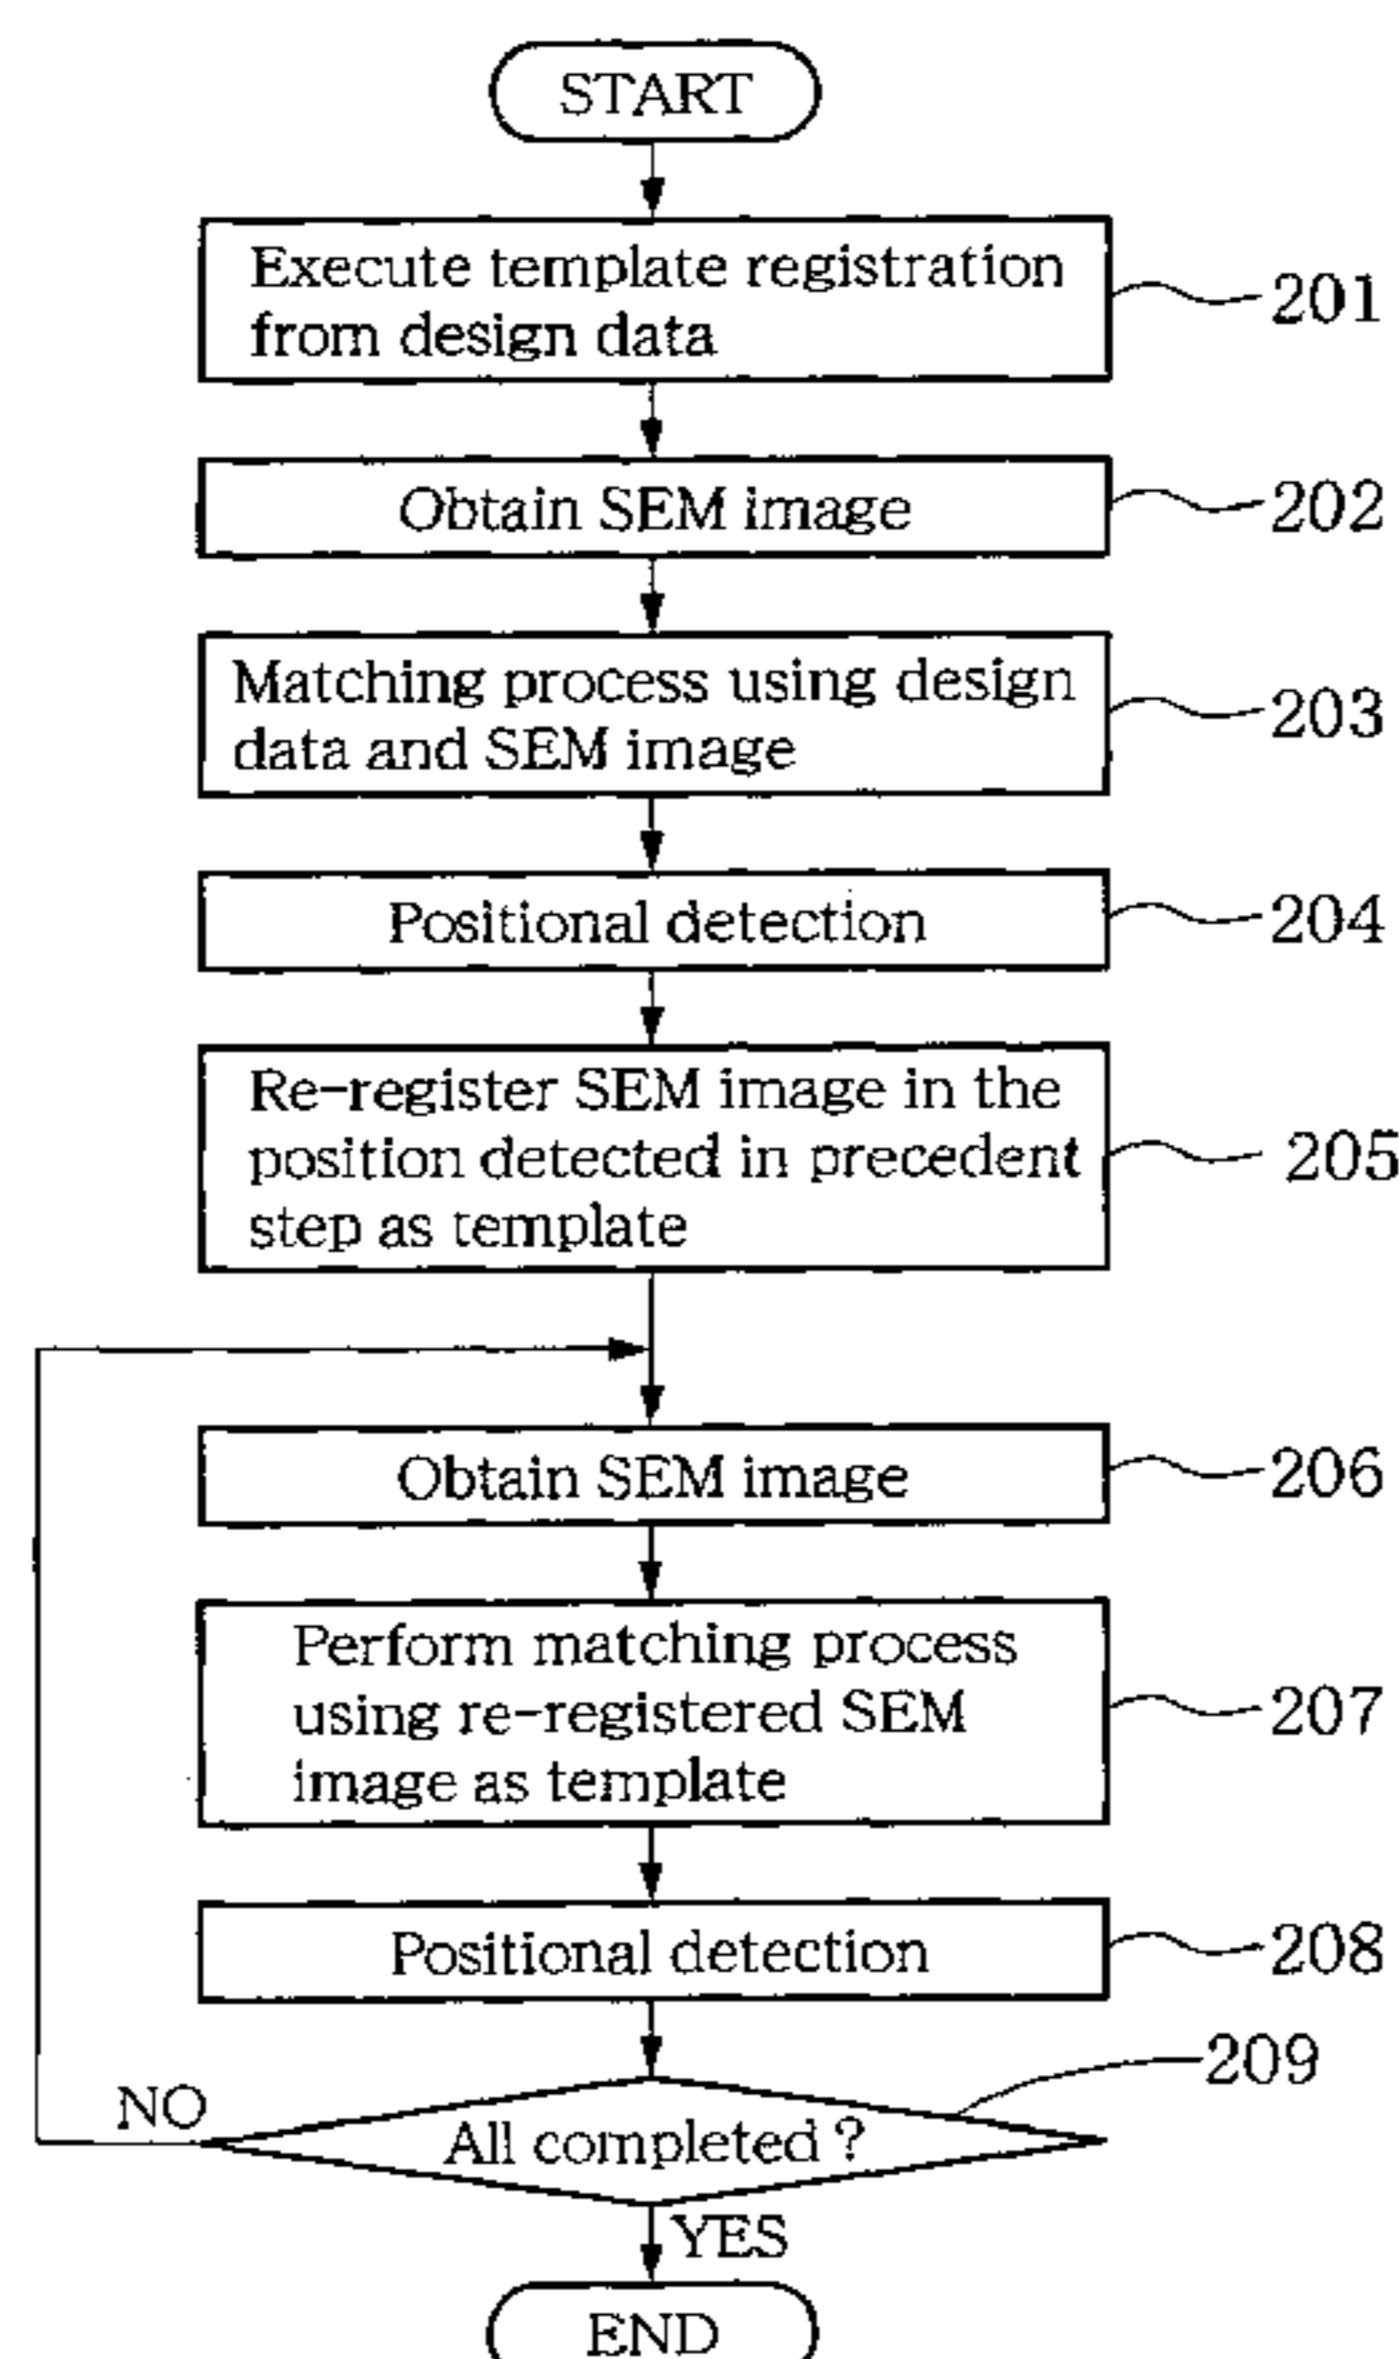 START
Execute template registration
from design data
201
Obtain SEM image
202
Matching process using design
data and SEM image
203
Positional detection
204
Re-register SEM image in the
position detected in precedent
step as template
205
Obtain SEM image
206
Perform matching process
using re-registered SEM
image as template
207
Positional detection
208
209
NO
All completed ?
YES
END